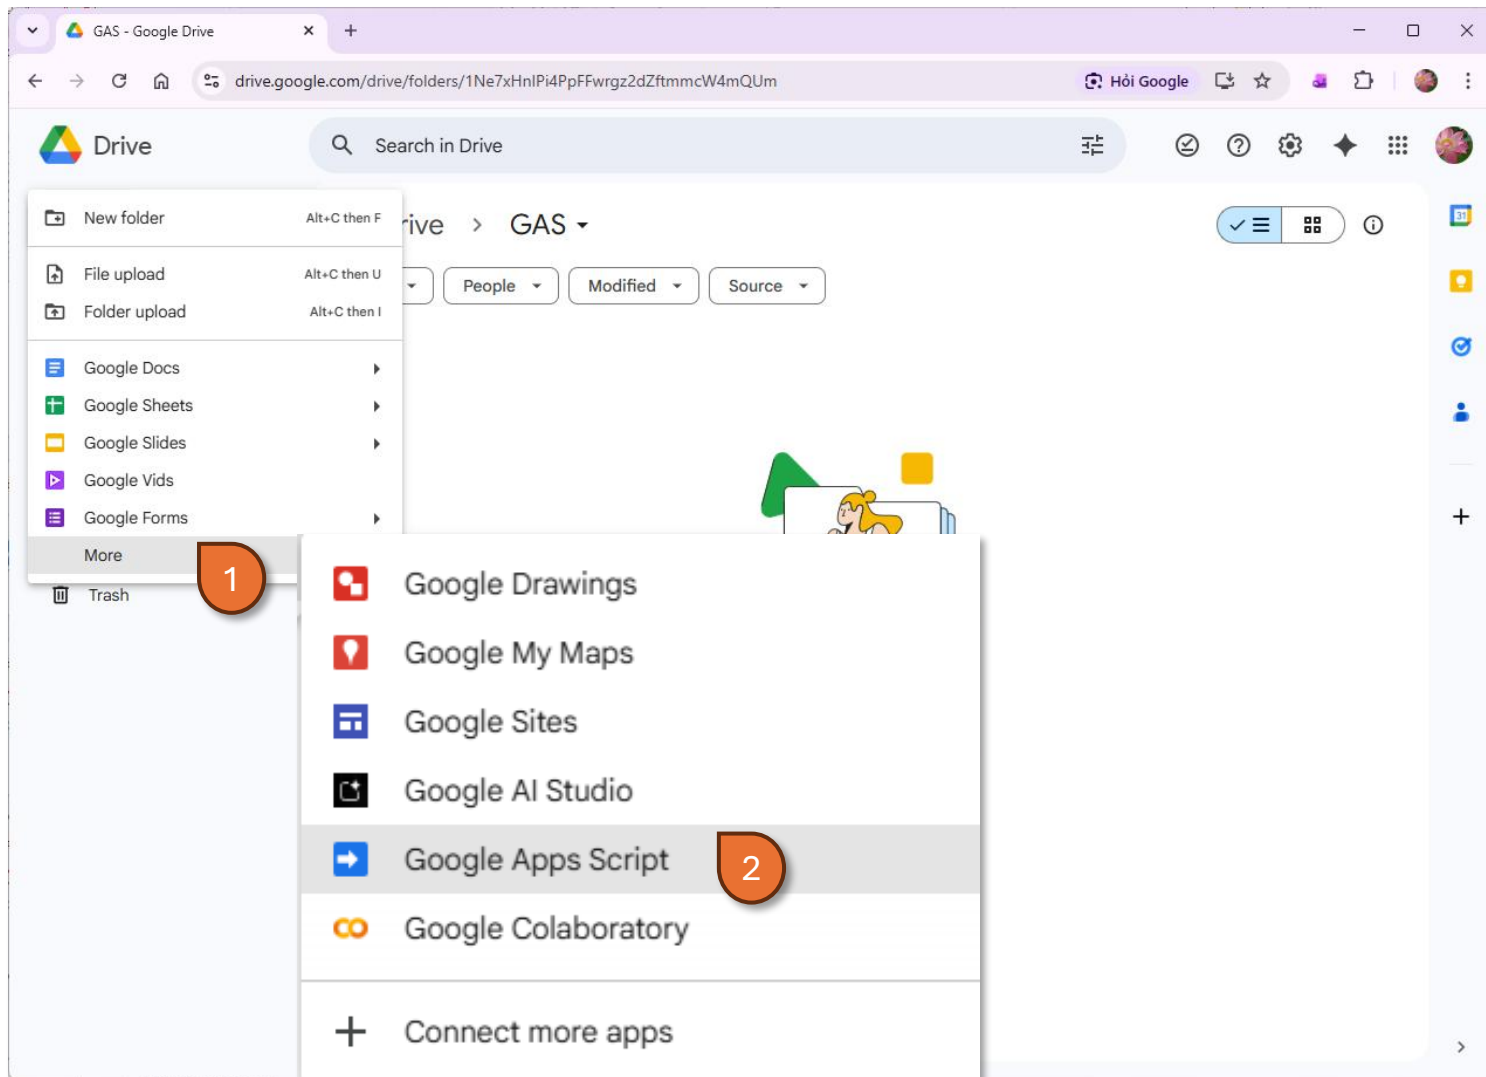 GAS - Google Drive
drive.google.com/drive/folders/1Ne7xHnIPi4PpFFwrgz2dZftmmcW4mQUm
Hỏi Google
Drive
Search in Drive
New folder Alt+C then F
rive > GAS
31
File upload Alt+C then U
People Modified Source
Folder upload Alt+C then I
Google Docs
Google Sheets
Google Slides
Google Vids
Google Forms
More
1
Trash
Google Drawings
Google My Maps
Google Sites
Google AI Studio
Google Apps Script
2
Google Colaboratory
Connect more apps